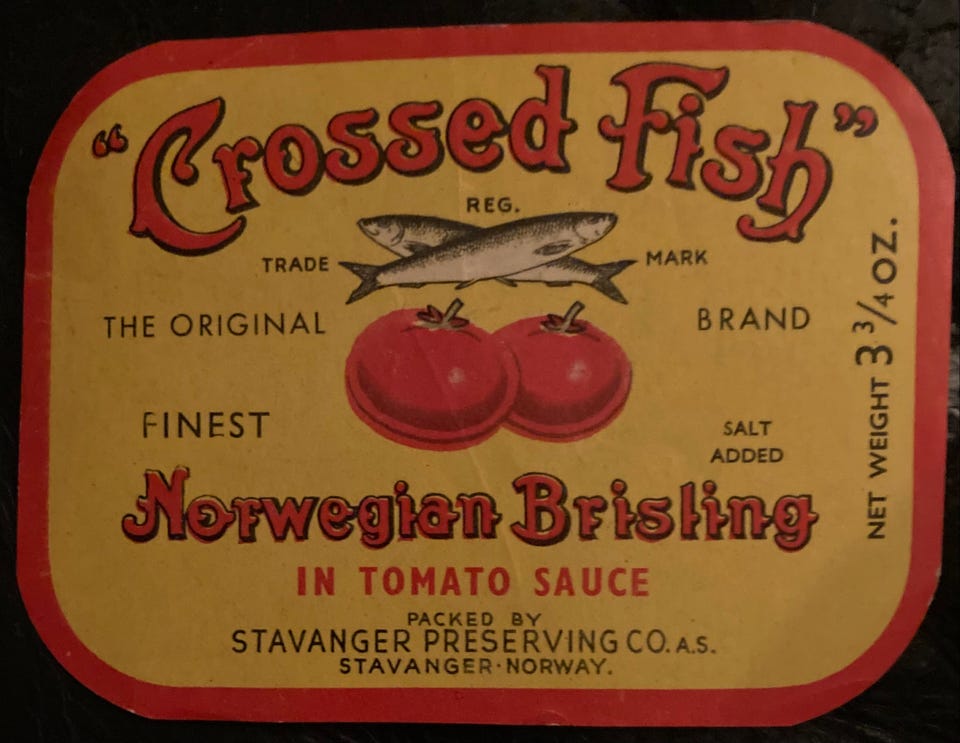 "Crossed Fish"
REG.
TRADE MARK
THE ORIGINAL BRAND
FINEST
SALT
ADDED
Norwegian Brisling
IN TOMATO SAUCE
PACKED BY
STAVANGER PRESERVING CO. A.S.
STAVANGER · NORWAY.
NET WEIGHT 3 3/4 OZ.